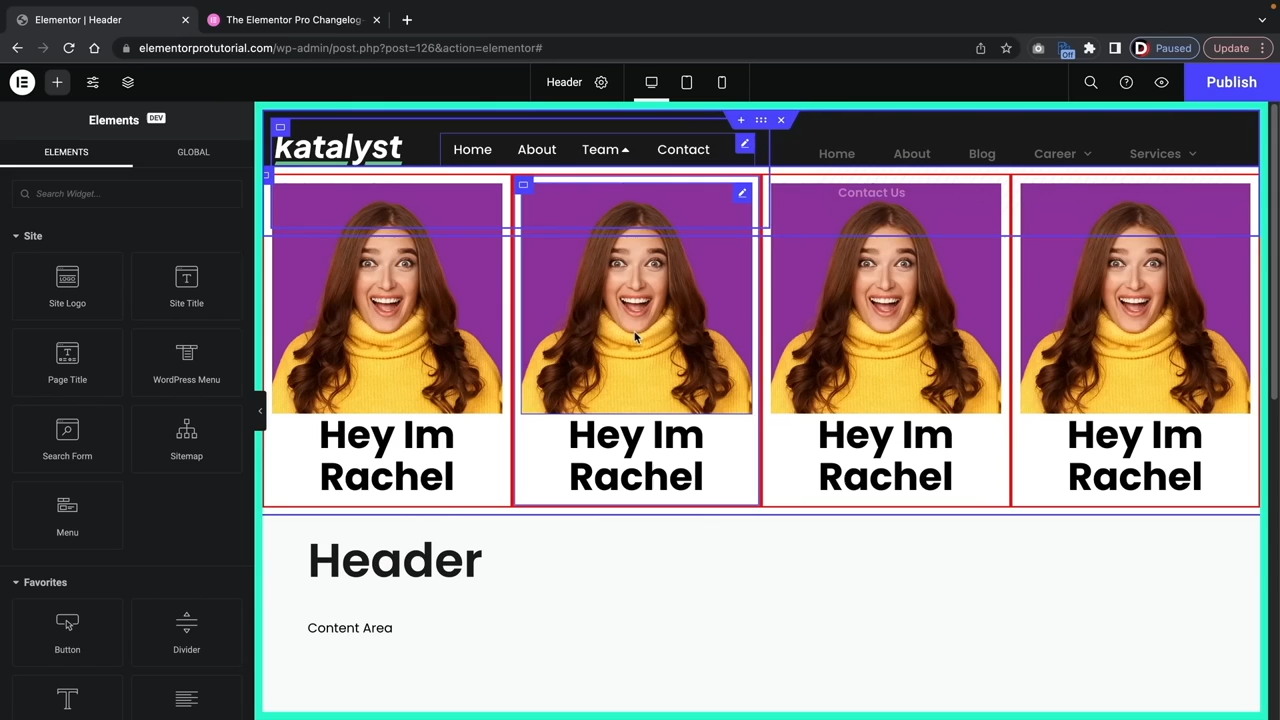 Elementor | Header
The Elementor Pro Changelog
elementorprotutorial.com/wp-admin/post.php?post=126&action=elementor#
Off
D
Paused
Update
Header
Publish
Elements DEV
ELEMENTS
GLOBAL
Search Widget...
Site
LOGO
Site Logo
T
Site Title
T
Page Title
WordPress Menu
Search Form
Sitemap
Menu
Favorites
Button
Divider
T
katalyst
Home
About
Team
Contact
Home
About
Blog
Career
Services
Contact Us
Hey Im
Rachel
Hey Im
Rachel
Hey Im
Rachel
Hey Im
Rachel
Header
Content Area